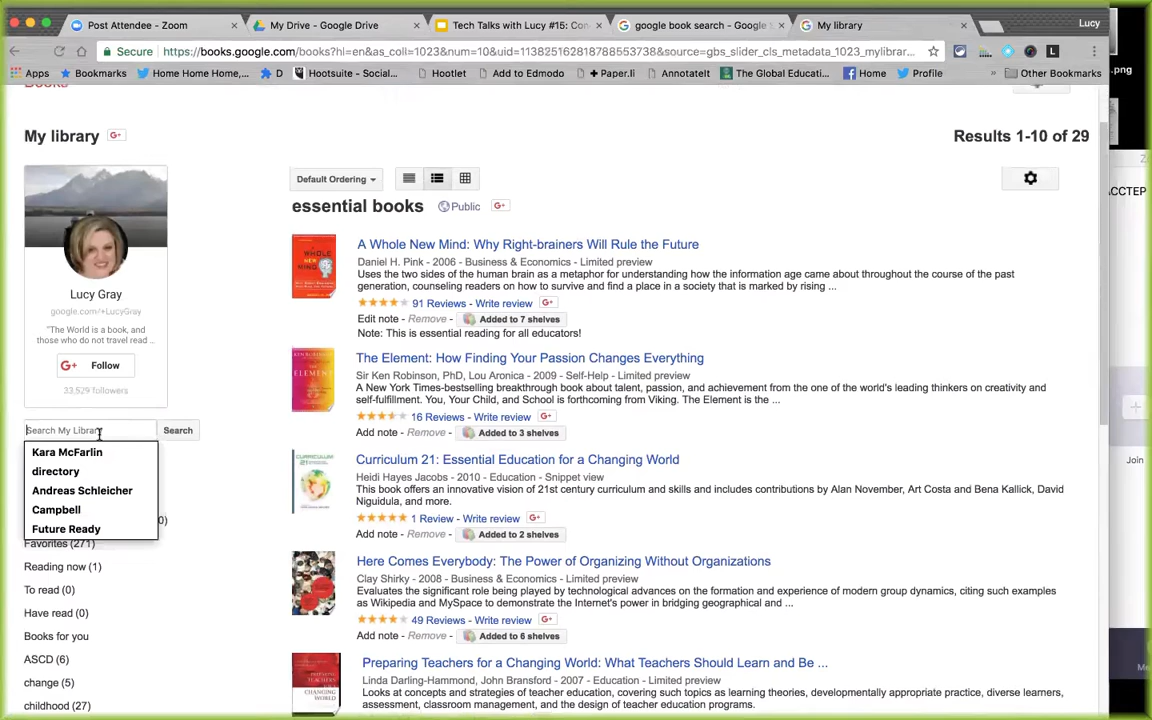 Post Attendee - Zoom
My Drive - Google Drive
Tech Talks with Lucy #15: Con
google book search - Google
My library
Lucy
Secure https://books.google.com/books?hl=en&as_coll=1023&num=10&uid=113825162818788553738&source=gbs_slider_cls_metadata_1023_mylibrar...
Apps
Bookmarks
Home Home Home,...
D
Hootsuite - Social...
Hootlet
Add to Edmodo
+ Paper.li
AnnotateIt
The Global Educati...
Home
Profile
»
Other Bookmarks
.png
Books
My library G+
Results 1-10 of 29
Default Ordering
essential books Public G+
Lucy Gray
google.com/+LucyGray
"The World is a book, and
those who do not travel read ...
G+ Follow
33,529 followers
Search My Library
Search
Kara McFarlin
directory
Andreas Schleicher
Campbell
Future Ready
0)
Favorites (271)
Reading now (1)
To read (0)
Have read (0)
Books for you
ASCD (6)
change (5)
childhood (27)
A Whole New Mind: Why Right-brainers Will Rule the Future
Daniel H. Pink - 2006 - Business & Economics - Limited preview
Uses the two sides of the human brain as a metaphor for understanding how the information age came about throughout the course of the past
generation, counseling readers on how to survive and find a place in a society that is marked by rising ...
91 Reviews - Write review G+
Edit note - Remove - Added to 7 shelves
Note: This is essential reading for all educators!
The Element: How Finding Your Passion Changes Everything
Sir Ken Robinson, PhD, Lou Aronica - 2009 - Self-Help - Limited preview
A New York Times-bestselling breakthrough book about talent, passion, and achievement from the one of the world's leading thinkers on creativity and
self-fulfillment. You, Your Child, and School is forthcoming from Viking. The Element is the ...
16 Reviews - Write review G+
Add note - Remove - Added to 3 shelves
Curriculum 21: Essential Education for a Changing World
Heidi Hayes Jacobs - 2010 - Education - Snippet view
This book offers an innovative vision of 21st century curriculum and skills and includes contributions by Alan November, Art Costa and Bena Kallick, David
Niguidula, and more.
1 Review - Write review G+
Add note - Remove - Added to 2 shelves
Here Comes Everybody: The Power of Organizing Without Organizations
Clay Shirky - 2008 - Business & Economics - Limited preview
Evaluates the significant role being played by technological advances on the formation and experience of modern group dynamics, citing such examples
as Wikipedia and MySpace to demonstrate the Internet's power in bridging geographical and ...
49 Reviews - Write review G+
Add note - Remove - Added to 6 shelves
Preparing Teachers for a Changing World: What Teachers Should Learn and Be ...
Linda Darling-Hammond, John Bransford - 2007 - Education - Limited preview
Looks at concepts and strategies of teacher education, covering such topics as learning theories, developmentally appropriate practice, diverse learners,
assessment, classroom management, and the design of teacher education programs.
ACCTEP
Join